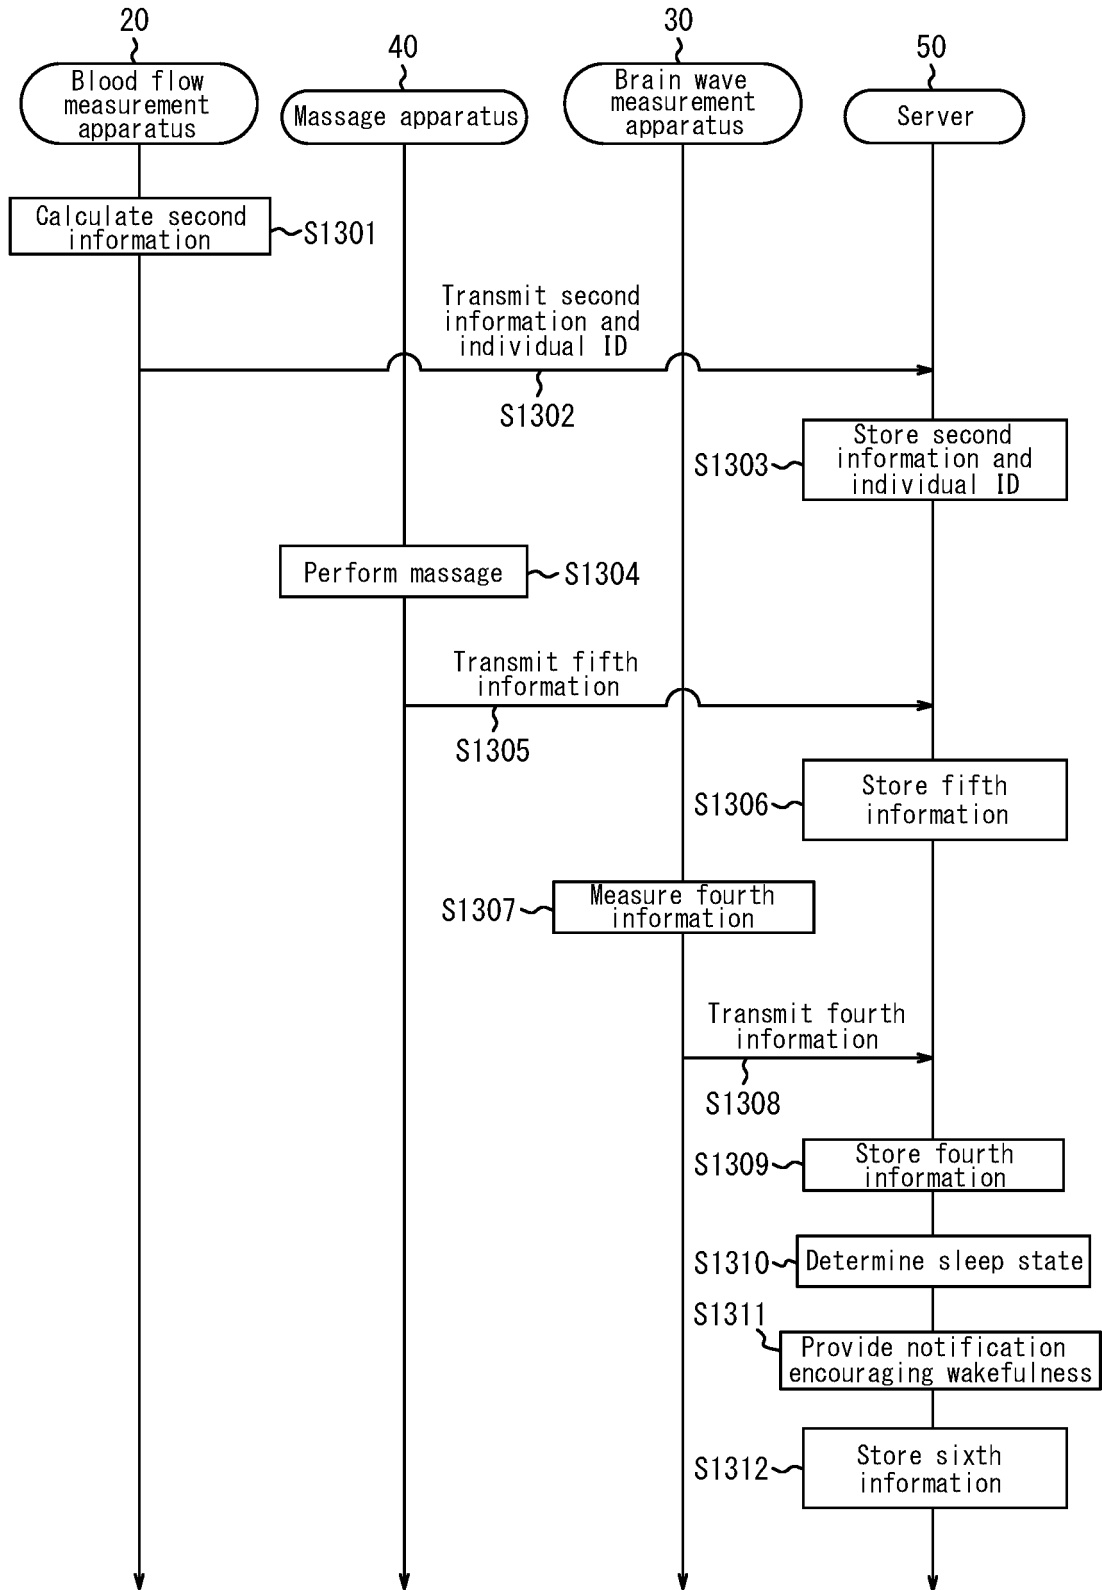 20
40
30
50
Blood flow
measurement
apparatus
Massage apparatus
Brain wave
measurement
apparatus
Server
Calculate second
information
S1301
Transmit second
information and
individual ID
S1302
S1303
Store second
information and
individual ID
Perform massage
S1304
Transmit fifth
information
S1305
S1306
Store fifth
information
S1307
Measure fourth
information
Transmit fourth
information
S1308
S1309
Store fourth
information
S1310
Determine sleep state
S1311
Provide notification
encouraging wakefulness
S1312
Store sixth
information